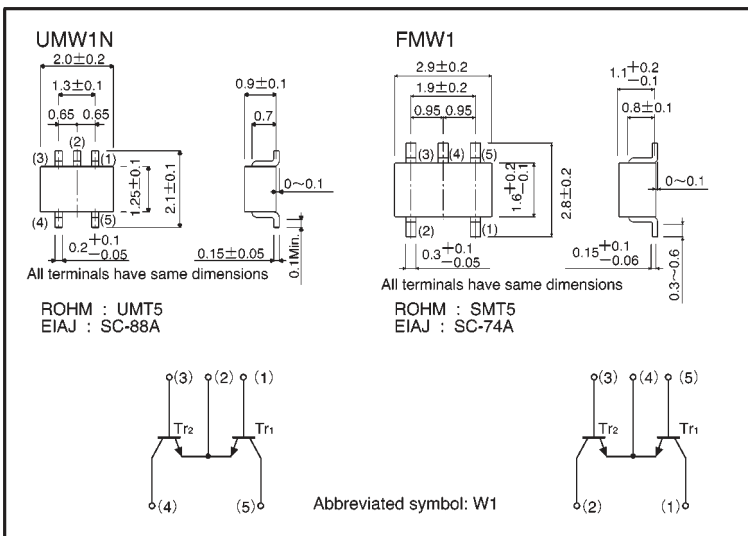 UMW1N
2.0±0.2
1.3±0.1
0.65 0.65
(2)
(3) (1)
(4) (5)
1.25±0.1
2.1±0.1
0.2 +0.1 −0.05
All terminals have same dimensions
0.9±0.1
0.7
0~0.1
0.15±0.05
0.1Min.
ROHM : UMT5
EIAJ : SC-88A
FMW1
2.9±0.2
1.9±0.2
0.95 0.95
(3) (4) (5)
(2) (1)
1.6 +0.2 −0.1
2.8±0.2
0.3 +0.1 −0.05
All terminals have same dimensions
1.1 +0.2 −0.1
0.8±0.1
0~0.1
0.15 +0.1 −0.06
0.3~0.6
ROHM : SMT5
EIAJ : SC-74A
(3) (2) (1)
Tr2 Tr1
(4) (5)
Abbreviated symbol: W1
(3) (4) (5)
Tr2 Tr1
(2) (1)